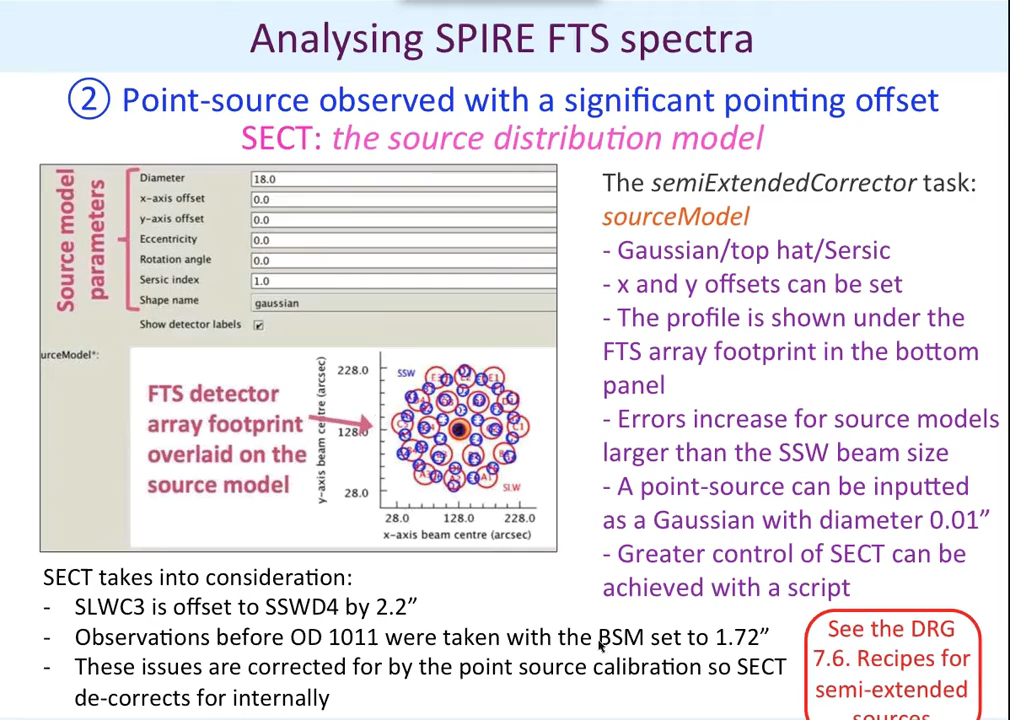 Analysing SPIRE FTS spectra
② Point-source observed with a significant pointing offset
SECT: the source distribution model
Source model
parameters
Diameter 18.0
x-axis offset 0.0
y-axis offset 0.0
Eccentricity 0.0
Rotation angle 0.0
Sersic index 1.0
Shape name gaussian
Show detector labels
urceModel*:
FTS detector
array footprint
overlaid on the
source model
y-axis beam centre (arcsec)
228.0
128.0
28.0
SSW
SLW
28.0 128.0 228.0
x-axis beam centre (arcsec)
The semiExtendedCorrector task:
sourceModel
- Gaussian/top hat/Sersic
- x and y offsets can be set
- The profile is shown under the
FTS array footprint in the bottom
panel
- Errors increase for source models
larger than the SSW beam size
- A point-source can be inputted
as a Gaussian with diameter 0.01”
- Greater control of SECT can be
achieved with a script
SECT takes into consideration:
- SLWC3 is offset to SSWD4 by 2.2”
- Observations before OD 1011 were taken with the BSM set to 1.72”
- These issues are corrected for by the point source calibration so SECT
de-corrects for internally
See the DRG
7.6. Recipes for
semi-extended
sources